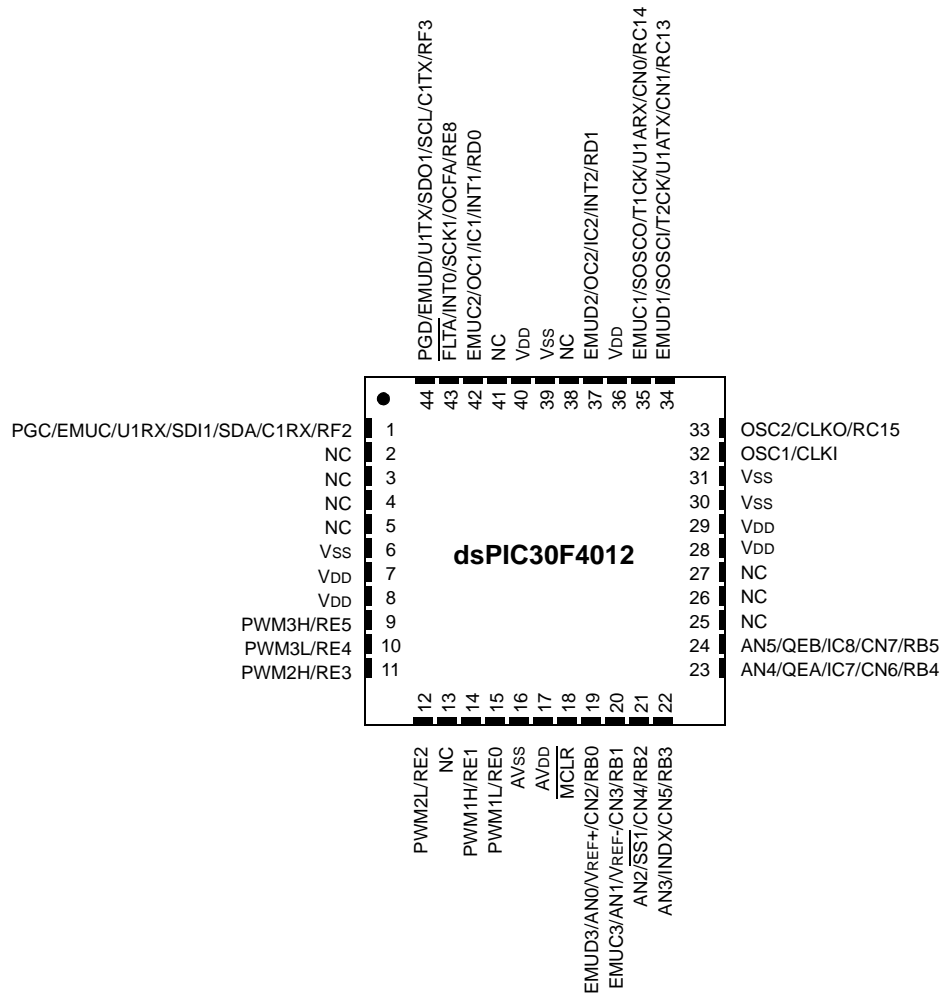 PGD/EMUD/U1TX/SDO1/SCL/C1TX/RF3
FLTA/INT0/SCK1/OCFA/RE8
EMUC2/OC1/IC1/INT1/RD0
NC
VDD
VSS
NC
EMUD2/OC2/IC2/INT2/RD1
VDD
EMUC1/SOSCO/T1CK/U1ARX/CN0/RC14
EMUD1/SOSCI/T2CK/U1ATX/CN1/RC13
44
43
42
41
40
39
38
37
36
35
34
PGC/EMUC/U1RX/SDI1/SDA/C1RX/RF2 1
NC 2
NC 3
NC 4
NC 5
VSS 6
VDD 7
VDD 8
PWM3H/RE5 9
PWM3L/RE4 10
PWM2H/RE3 11
dsPIC30F4012
33 OSC2/CLKO/RC15
32 OSC1/CLKI
31 VSS
30 VSS
29 VDD
28 VDD
27 NC
26 NC
25 NC
24 AN5/QEB/IC8/CN7/RB5
23 AN4/QEA/IC7/CN6/RB4
12
13
14
15
16
17
18
19
20
21
22
PWM2L/RE2
NC
PWM1H/RE1
PWM1L/RE0
AVSS
AVDD
MCLR
EMUD3/AN0/VREF+/CN2/RB0
EMUC3/AN1/VREF-/CN3/RB1
AN2/SS1/CN4/RB2
AN3/INDX/CN5/RB3